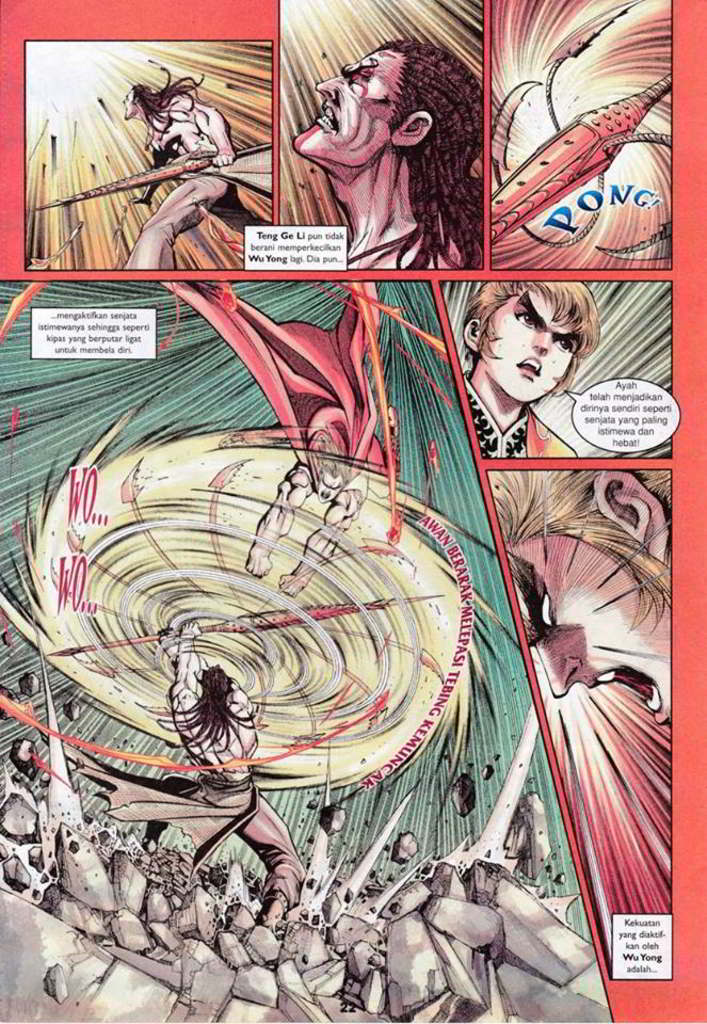 Teng Ge Li pun tidak
berani memperkecilkan
Wu Yong lagi. Dia pun...
PONG!
...mengaktifkan senjata
istimewanya sehingga seperti
kipas yang berputar ligat
untuk membela diri.
Ayah
telah menjadikan
dirinya sendiri seperti
senjata yang paling
istimewa dan
hebat!
WO...
WO...
AWAN BERARAK MELEPASI TEBING KEMUNCAK
Kekuatan
yang diaktif-
kan oleh
Wu Yong
adalah...
22